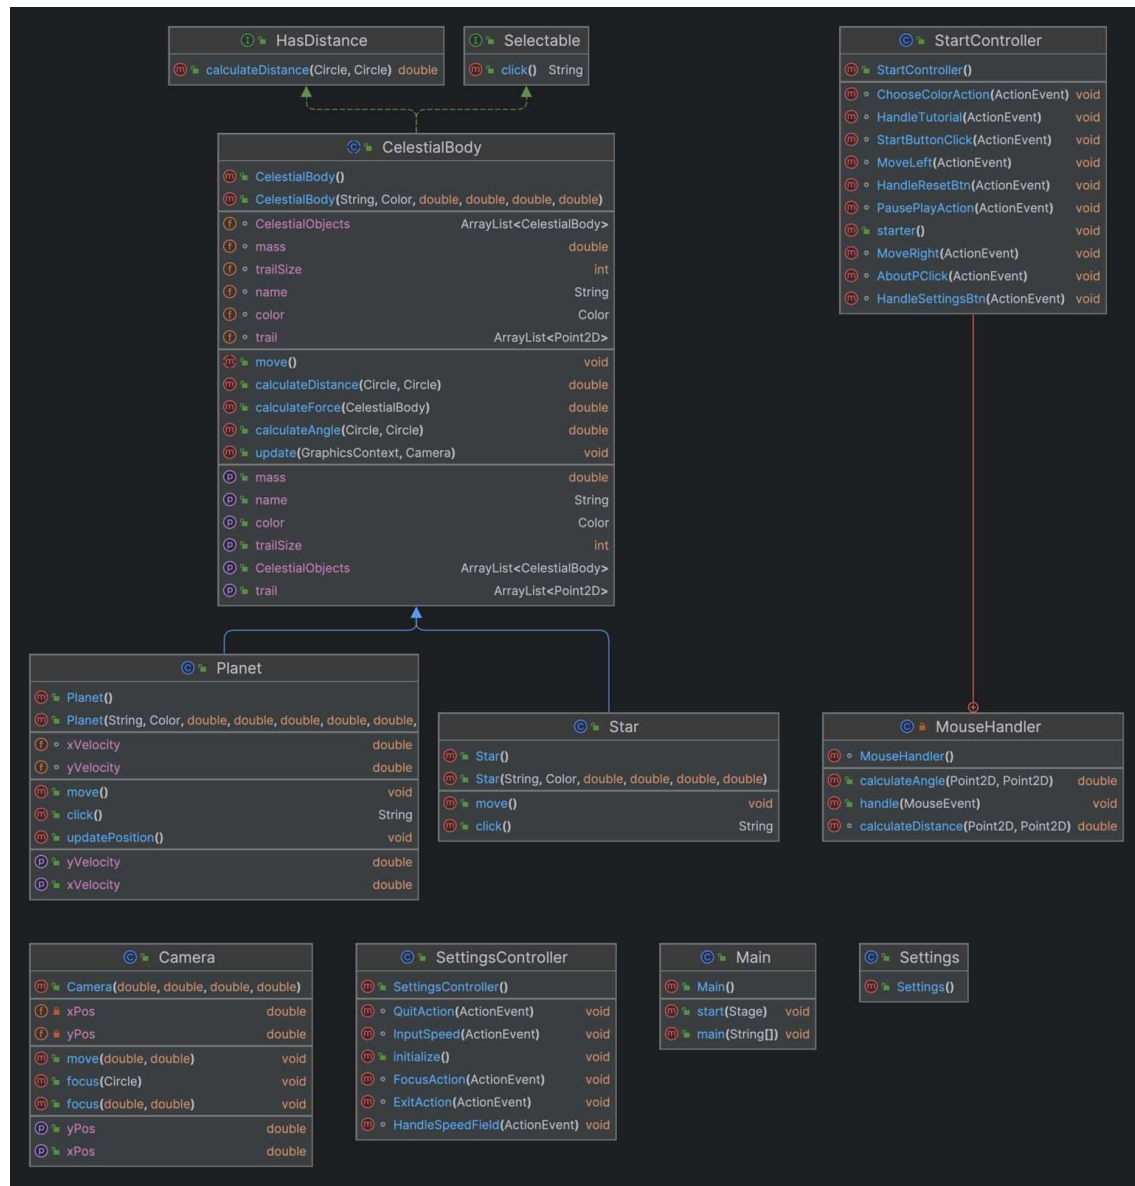 HasDistance
calculateDistance(Circle, Circle) double
Selectable
click() String
StartController
StartController()
ChooseColorAction(ActionEvent) void
HandleTutorial(ActionEvent) void
StartButtonClick(ActionEvent) void
MoveLeft(ActionEvent) void
HandleResetBtn(ActionEvent) void
PausePlayAction(ActionEvent) void
starter() void
MoveRight(ActionEvent) void
AboutPClick(ActionEvent) void
HandleSettingsBtn(ActionEvent) void
CelestialBody
CelestialBody()
CelestialBody(String, Color, double, double, double, double)
CelestialObjects ArrayList<CelestialBody>
mass double
trailSize int
name String
color Color
trail ArrayList<Point2D>
move() void
calculateDistance(Circle, Circle) double
calculateForce(CelestialBody) double
calculateAngle(Circle, Circle) double
update(GraphicsContext, Camera) void
mass double
name String
color Color
trailSize int
CelestialObjects ArrayList<CelestialBody>
trail ArrayList<Point2D>
Planet
Planet()
Planet(String, Color, double, double, double, double, double,
xVelocity double
yVelocity double
move() void
click() String
updatePosition() void
yVelocity double
xVelocity double
Star
Star()
Star(String, Color, double, double, double, double)
move() void
click() String
MouseHandler
MouseHandler()
calculateAngle(Point2D, Point2D) double
handle(MouseEvent) void
calculateDistance(Point2D, Point2D) double
Camera
Camera(double, double, double, double)
xPos double
yPos double
move(double, double) void
focus(Circle) void
focus(double, double) void
yPos double
xPos double
SettingsController
SettingsController()
QuitAction(ActionEvent) void
InputSpeed(ActionEvent) void
initialize() void
FocusAction(ActionEvent) void
ExitAction(ActionEvent) void
HandleSpeedField(ActionEvent) void
Main
Main()
start(Stage) void
main(String[]) void
Settings
Settings()